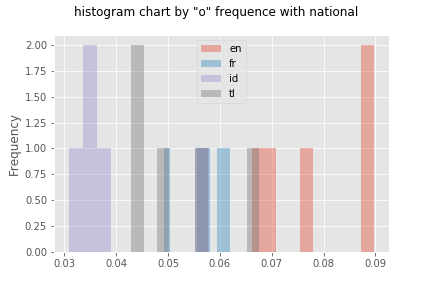 histogram chart by "o" frequence with national
2.00
1.75
1.50
1.25
1.00
0.75
0.50
0.25
0.00
Frequency
en
fr
id
tl
0.03 0.04 0.05 0.06 0.07 0.08 0.09